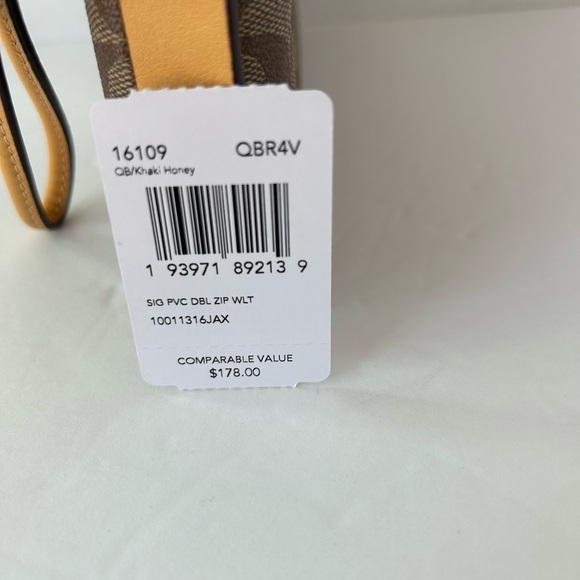 16109 QBR4V
QB/Khaki Honey
1 93971 89213 9
SIG PVC DBL ZIP WLT
10011316JAX
COMPARABLE VALUE
$178.00